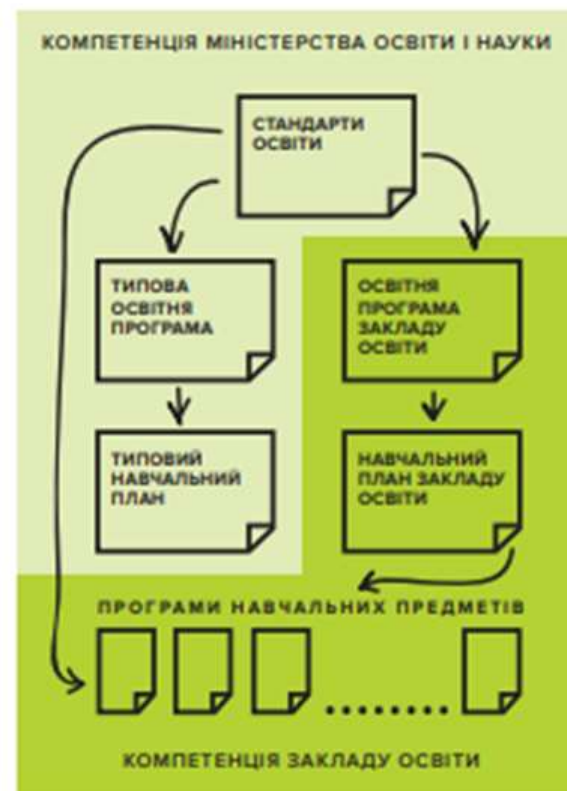 КОМПЕТЕНЦІЯ МІНІСТЕРСТВА ОСВІТИ І НАУКИ
СТАНДАРТИ
ОСВІТИ
ТИПОВА
ОСВІТНЯ
ПРОГРАМА
ОСВІТНЯ
ПРОГРАМА
ЗАКЛАДУ
ОСВІТИ
ТИПОВИЙ
НАВЧАЛЬНИЙ
ПЛАН
НАВЧАЛЬНИЙ
ПЛАН ЗАКЛАДУ
ОСВІТИ
ПРОГРАМИ НАВЧАЛЬНИХ ПРЕДМЕТІВ
КОМПЕТЕНЦІЯ ЗАКЛАДУ ОСВІТИ